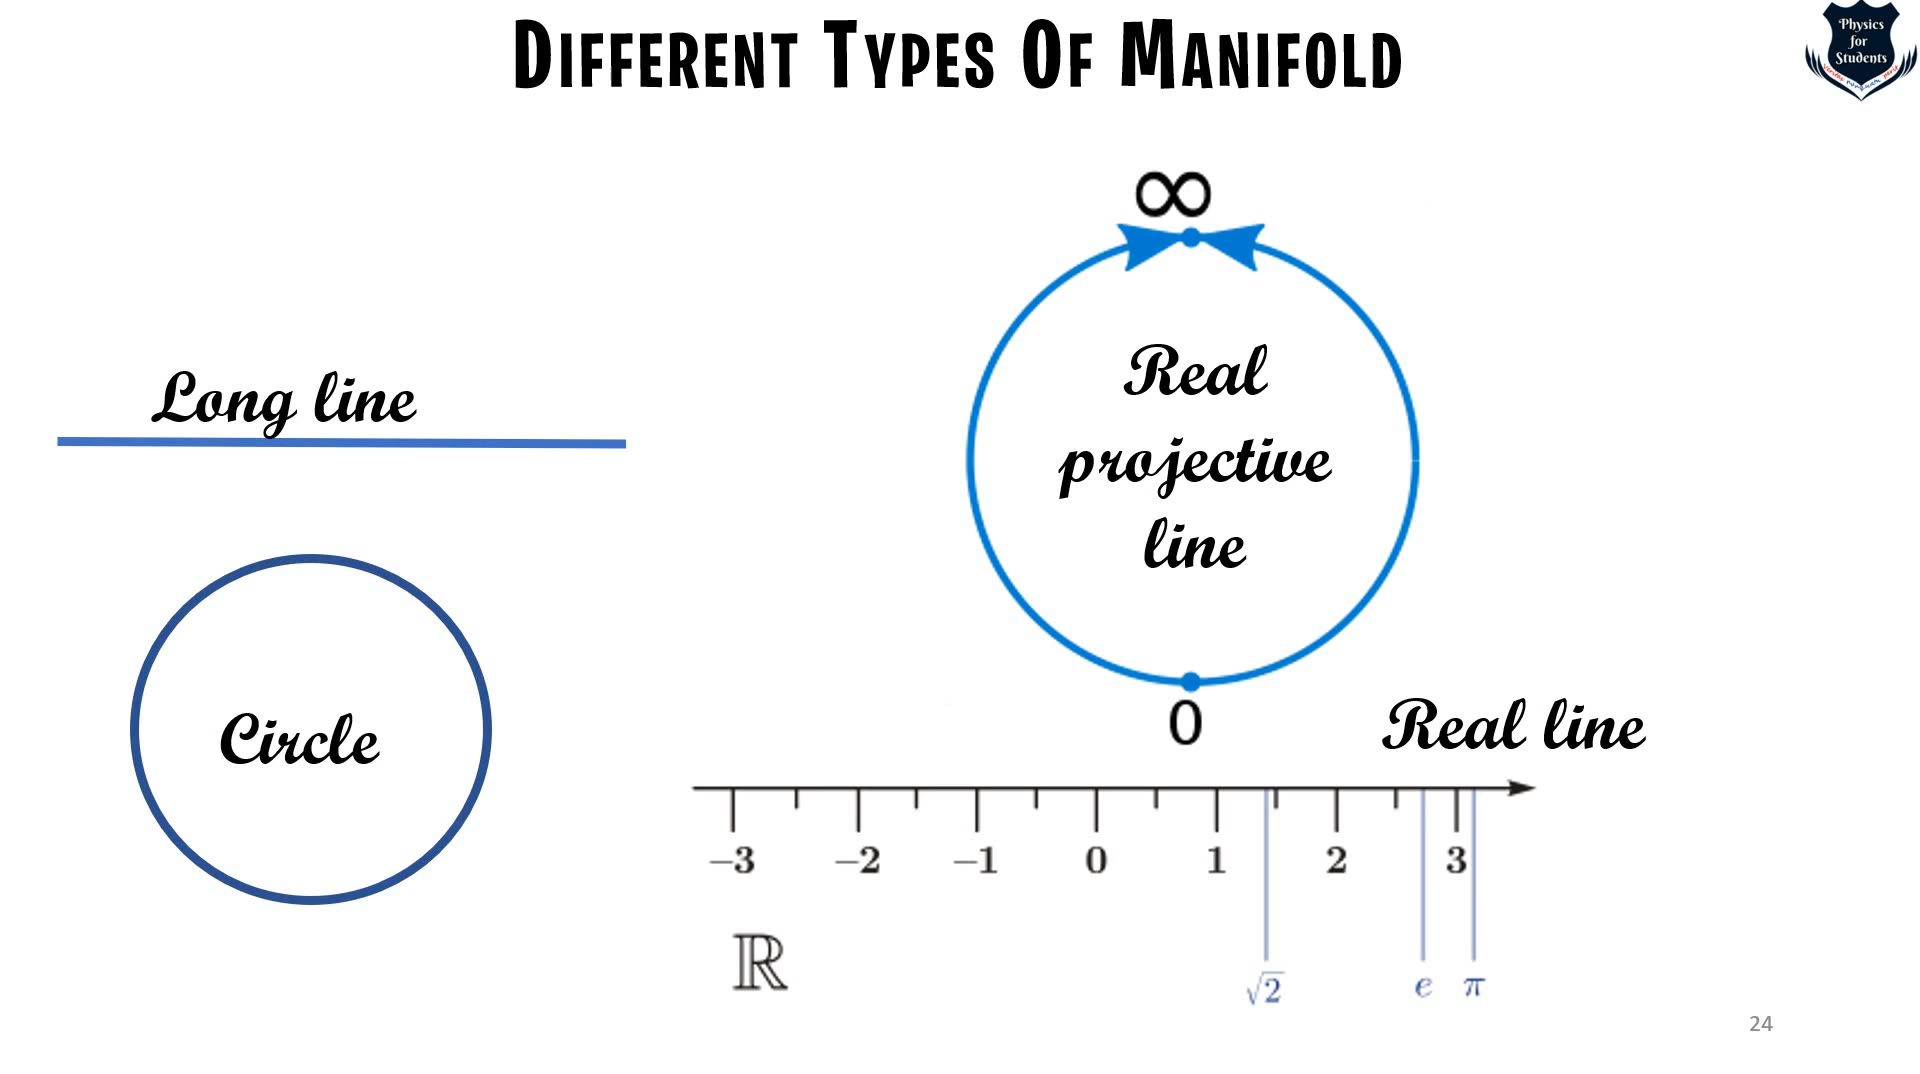 Different Types Of Manifold
Physics
for
Students
∞
Real
projective
line
Long line
Circle
0
Real line
–3 –2 –1 0 1 2 3
ℝ
√2 e π
24